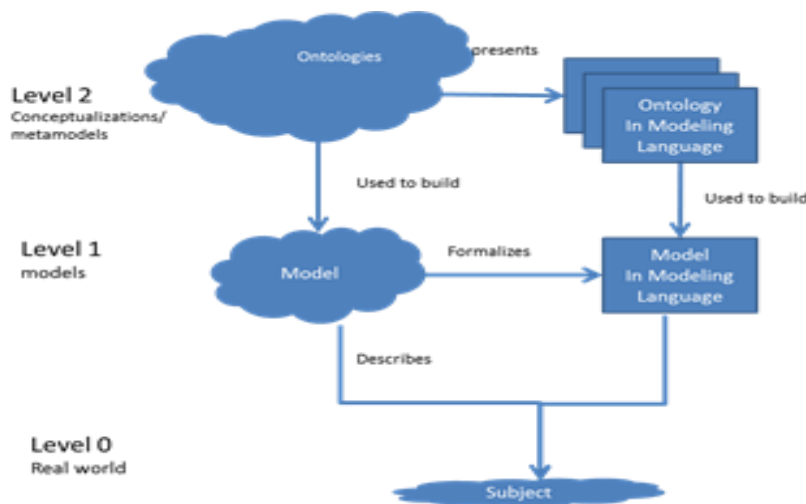 Ontologies
presents
Level 2
Conceptualizations/
metamodels
Ontology
In Modeling
Language
Used to build
Used to build
Level 1
models
Model
Formalizes
Model
In Modeling
Language
Describes
Level 0
Real world
Subject